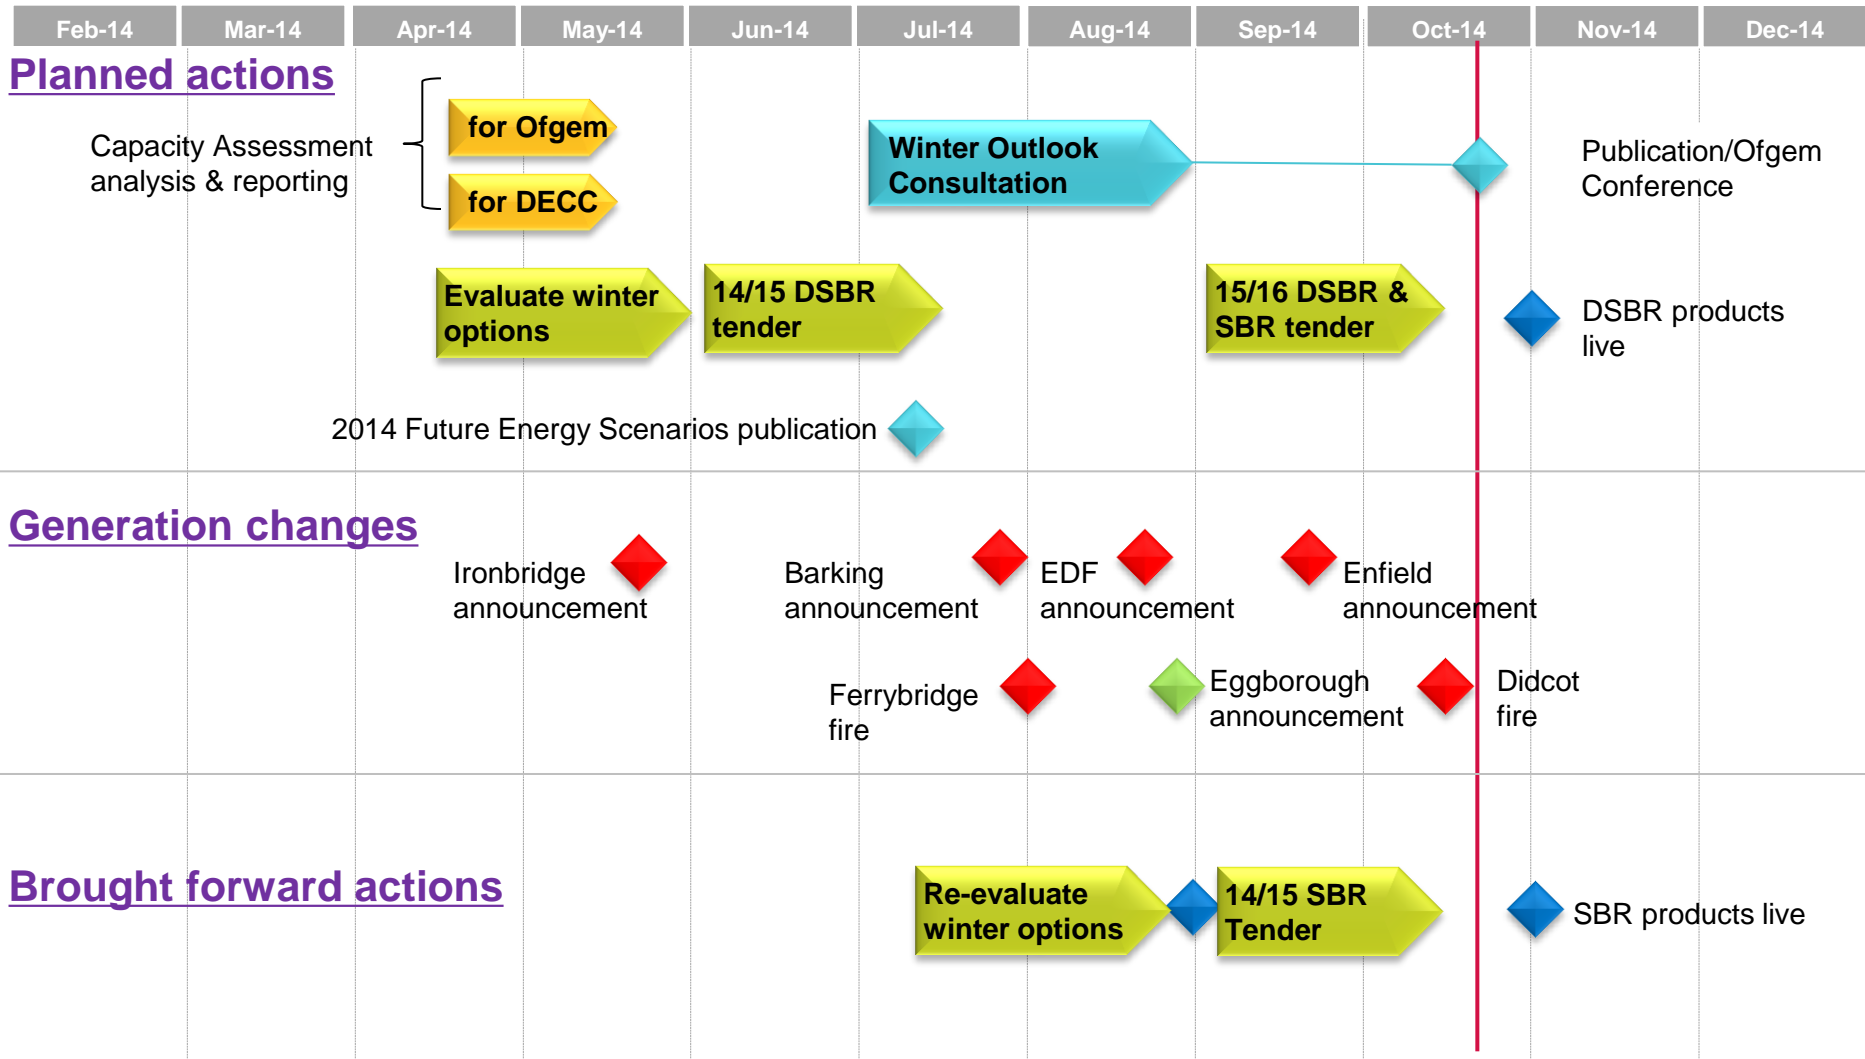 Feb-14 Mar-14 Apr-14 May-14 Jun-14 Jul-14 Aug-14 Sep-14 Oct-14 Nov-14 Dec-14
Planned actions
Capacity Assessment
analysis & reporting
for Ofgem
for DECC
Winter Outlook
Consultation
Publication/Ofgem
Conference
Evaluate winter
options
14/15 DSBR
tender
15/16 DSBR &
SBR tender
DSBR products
live
2014 Future Energy Scenarios publication
Generation changes
Ironbridge
announcement
Barking
announcement
EDF
announcement
Enfield
announcement
Ferrybridge
fire
Eggborough
announcement
Didcot
fire
Brought forward actions
Re-evaluate
winter options
14/15 SBR
Tender
SBR products live